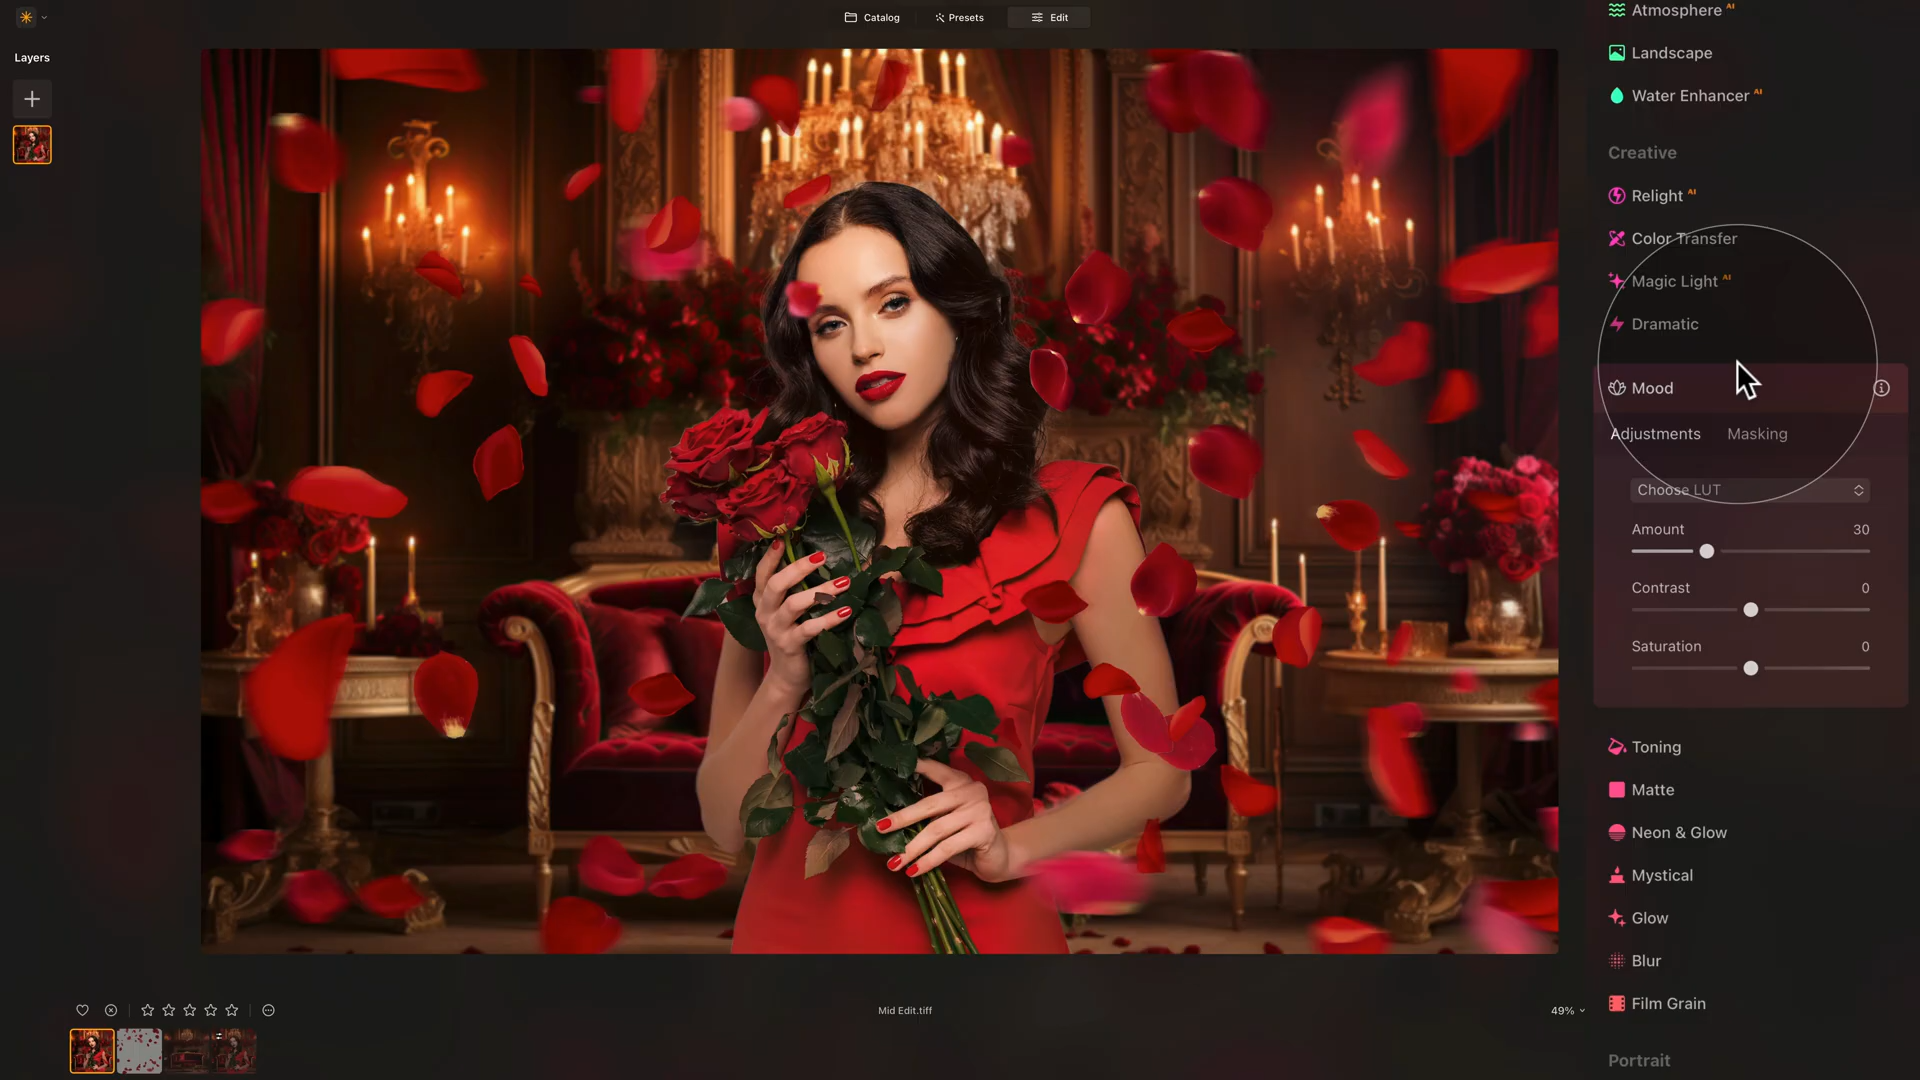 Catalog
Presets
Edit
Layers
Atmosphere AI
Landscape
Water Enhancer AI
Creative
Relight AI
Color Transfer
Magic Light AI
Dramatic
Mood
Adjustments Masking
Choose LUT
Amount 30
Contrast 0
Saturation 0
Toning
Matte
Neon & Glow
Mystical
Glow
Blur
Film Grain
Mid Edit.tiff
49%
Portrait